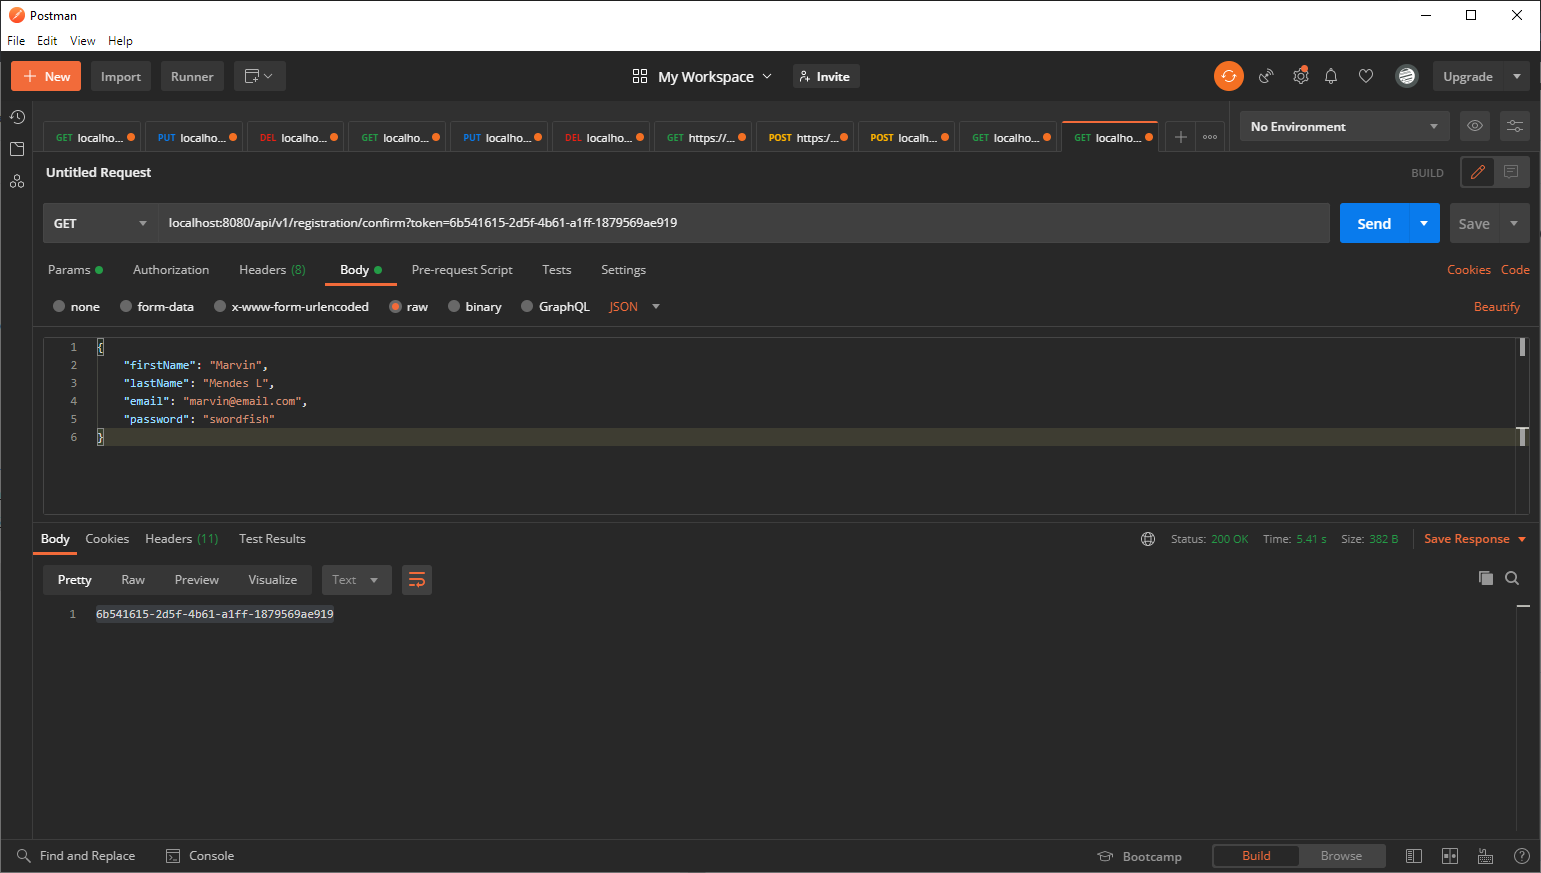 Postman
File Edit View Help
New Import Runner My Workspace Invite Upgrade
GET localho... PUT localho... DEL localho... GET localho... PUT localho... DEL localho... GET https://... POST https:/... POST localh... GET localho... GET localho... No Environment
Untitled Request BUILD
GET localhost:8080/api/v1/registration/confirm?token=6b541615-2d5f-4b61-a1ff-1879569ae919 Send Save
Params Authorization Headers (8) Body Pre-request Script Tests Settings Cookies Code
none form-data x-www-form-urlencoded raw binary GraphQL JSON Beautify
1 {
2 "firstName": "Marvin",
3 "lastName": "Mendes L",
4 "email": "marvin@email.com",
5 "password": "swordfish"
6 }
Body Cookies Headers (11) Test Results Status: 200 OK Time: 5.41 s Size: 382 B Save Response
Pretty Raw Preview Visualize Text
1 6b541615-2d5f-4b61-a1ff-1879569ae919
Find and Replace Console Bootcamp Build Browse